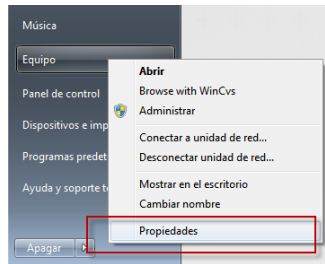 Música
Equipo
Panel de control
Dispositivos e imp
Programas predet
Ayuda y soporte t
Apagar
Abrir
Browse with WinCvs
Administrar
Conectar a unidad de red...
Desconectar unidad de red...
Mostrar en el escritorio
Cambiar nombre
Propiedades